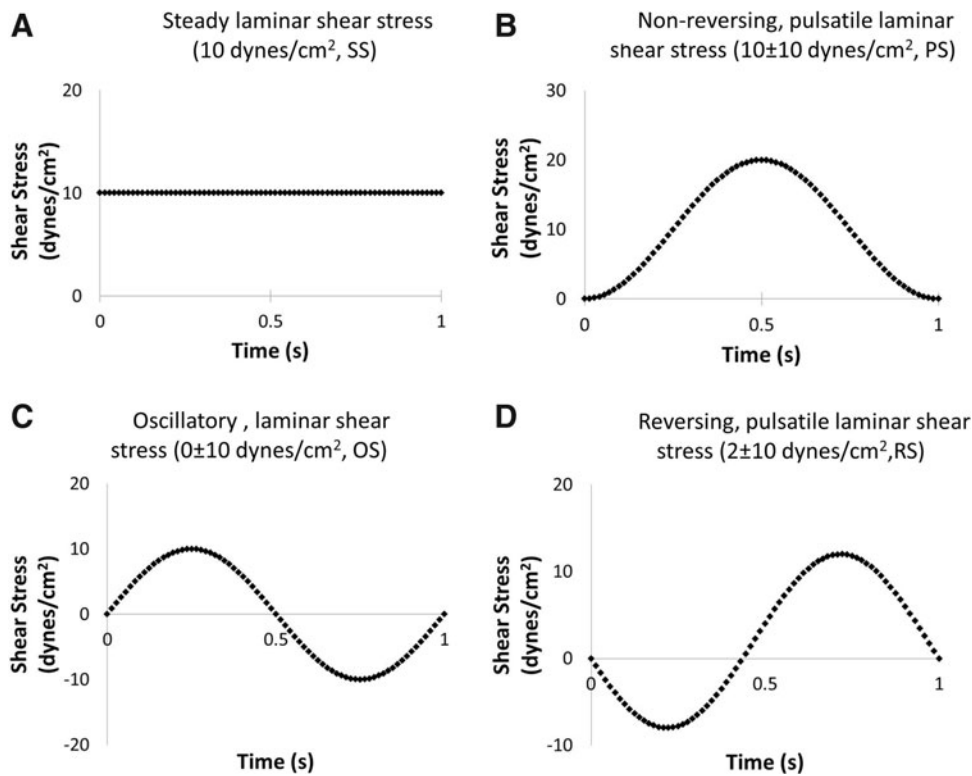 A
Steady laminar shear stress
(10 dynes/cm², SS)
20
10
0
Shear Stress
(dynes/cm²)
0
0.5
1
Time (s)
B
Non-reversing, pulsatile laminar
shear stress (10±10 dynes/cm², PS)
30
20
10
0
Shear Stress
(dynes/cm²)
0
0.5
1
Time (s)
C
Oscillatory , laminar shear
stress (0±10 dynes/cm², OS)
20
10
0
-10
-20
Shear Stress
(dynes/cm²)
0
0.5
1
Time (s)
D
Reversing, pulsatile laminar shear
stress (2±10 dynes/cm²,RS)
20
10
0
-10
Shear Stress
(dynes/cm²)
0
0.5
1
Time (s)